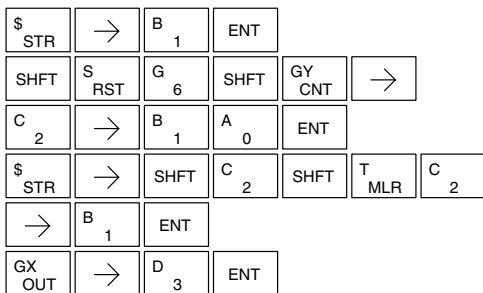 $ STR → B 1 ENT
SHFT S RST G 6 SHFT GY CNT →
C 2 → B 1 A 0 ENT
$ STR → SHFT C 2 SHFT T MLR C 2
→ B 1 ENT
GX OUT → D 3 ENT